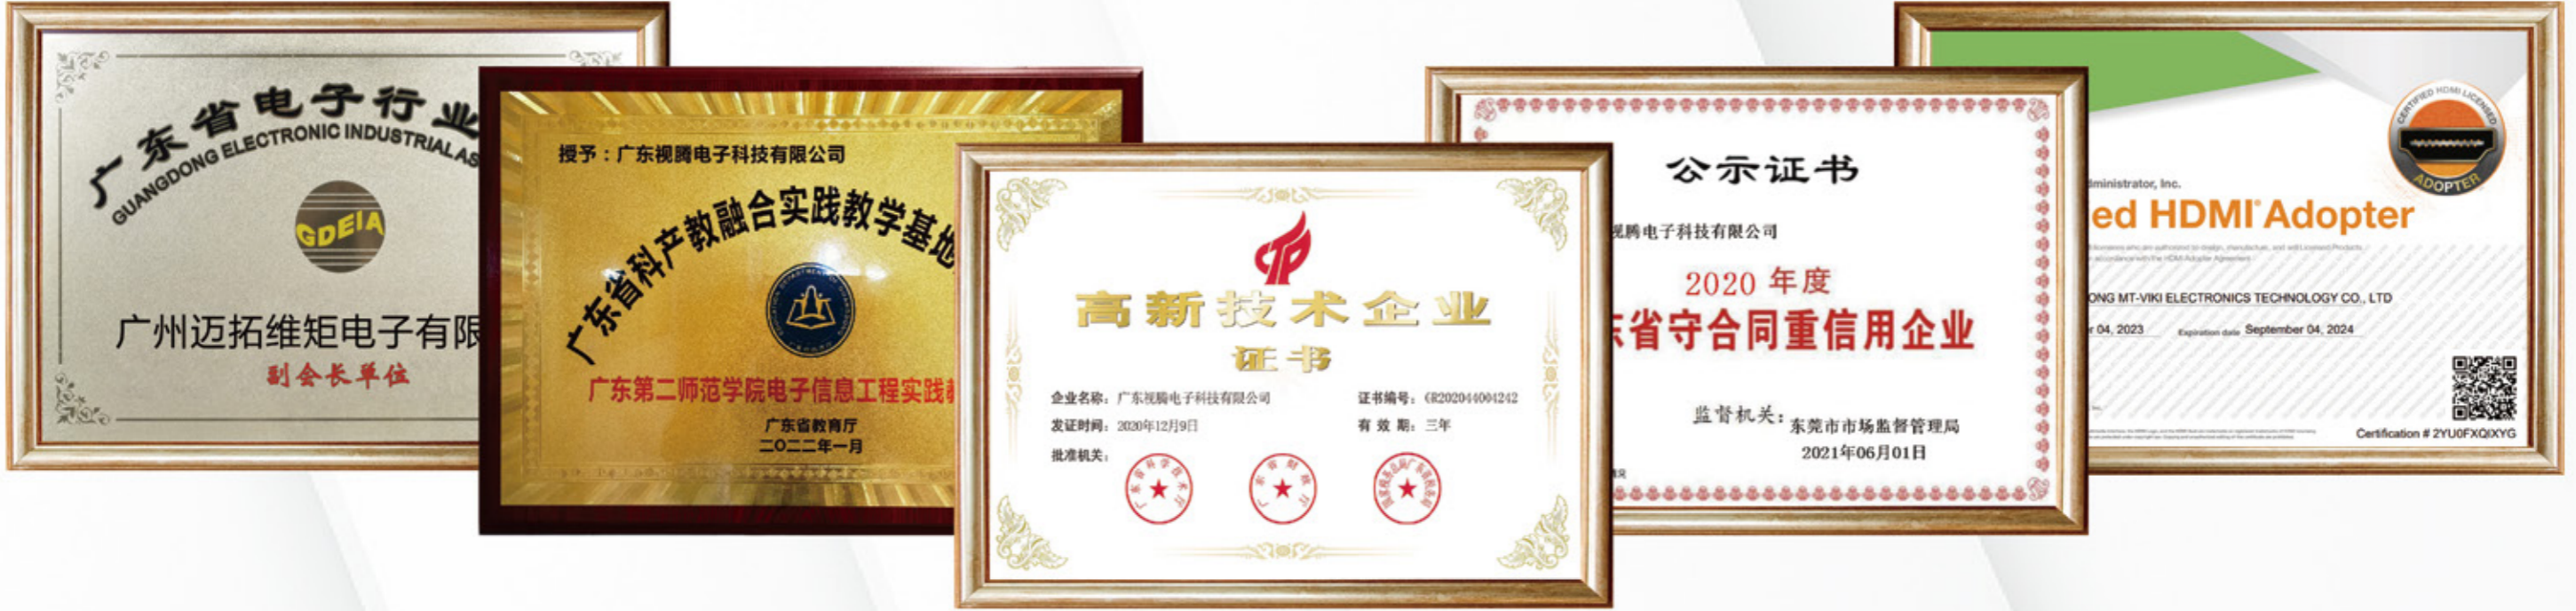 广东省电子行业
GUANGDONG ELECTRONIC INDUSTRIAL AS
GDEIA
广州迈拓维矩电子有限
副会长单位
授予：广东视腾电子科技有限公司
广东省科产教融合实践教学基地
广东第二师范学院电子信息工程实践教
广东省教育厅
二〇二二年一月
高新技术企业
证书
企业名称：广东视腾电子科技有限公司
证书编号：GR202044004242
发证时间：2020年12月9日
有效期：三年
批准机关：
公示证书
视腾电子科技有限公司
2020 年度
东省守合同重信用企业
监督机关：东莞市市场监督管理局
2021年06月01日
CERTIFIED HDMI LICENSED
ADOPTER
dministrator, Inc.
ed HDMI Adopter
ONG MT-VIKI ELECTRONICS TECHNOLOGY CO., LTD
r 04, 2023 Expiration date September 04, 2024
Certification # 2YU0FXQIXYG